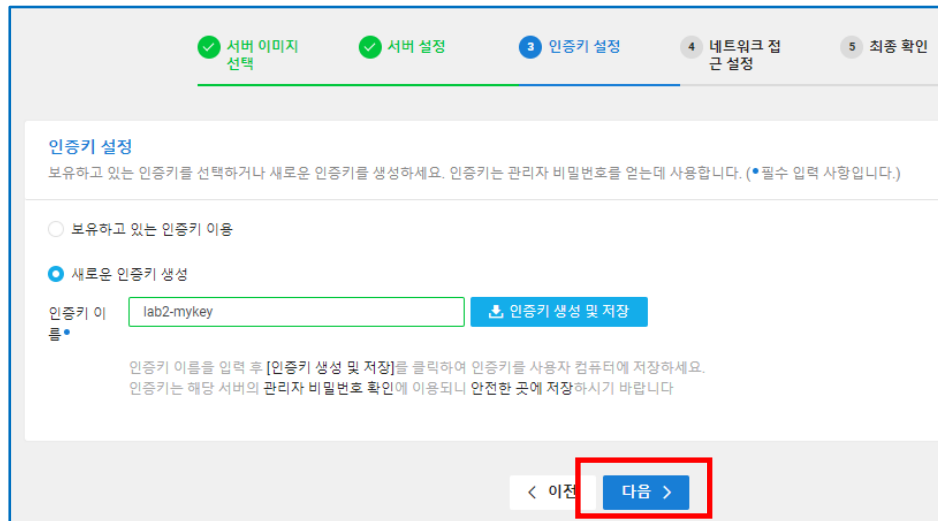 서버 이미지
선택
서버 설정
3 인증키 설정
4 네트워크 접
근 설정
5 최종 확인
인증키 설정
보유하고 있는 인증키를 선택하거나 새로운 인증키를 생성하세요. 인증키는 관리자 비밀번호를 얻는데 사용합니다. (•필수 입력 사항입니다.)
보유하고 있는 인증키 이용
새로운 인증키 생성
인증키 이
름•
lab2-mykey
인증키 생성 및 저장
인증키 이름을 입력 후 [인증키 생성 및 저장]를 클릭하여 인증키를 사용자 컴퓨터에 저장하세요.
인증키는 해당 서버의 관리자 비밀번호 확인에 이용되니 안전한 곳에 저장하시기 바랍니다
< 이전
다음 >